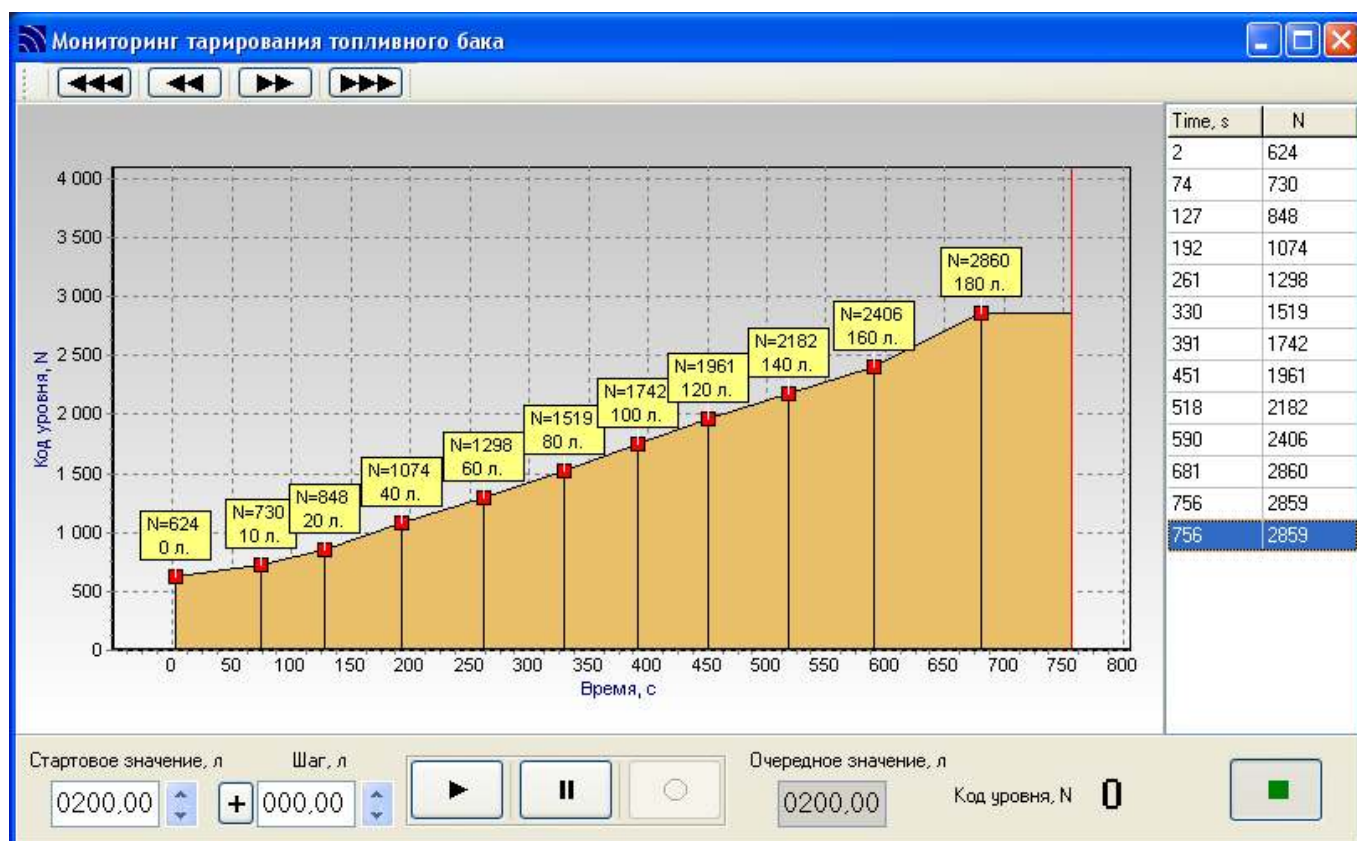 Мониторинг тарирования топливного бака
Time, s N
2 624
74 730
127 848
192 1074
261 1298
330 1519
391 1742
451 1961
518 2182
590 2406
681 2860
756 2859
756 2859
Код уровня, N
4 000
3 500
3 000
2 500
2 000
1 500
1 000
500
0
N=624
0 л.
N=730
10 л.
N=848
20 л.
N=1074
40 л.
N=1298
60 л.
N=1519
80 л.
N=1742
100 л.
N=1961
120 л.
N=2182
140 л.
N=2406
160 л.
N=2860
180 л.
0 50 100 150 200 250 300 350 400 450 500 550 600 650 700 750 800
Время, с
Стартовое значение, л
0200,00
+
Шаг, л
000,00
Очередное значение, л
0200,00
Код уровня, N 0